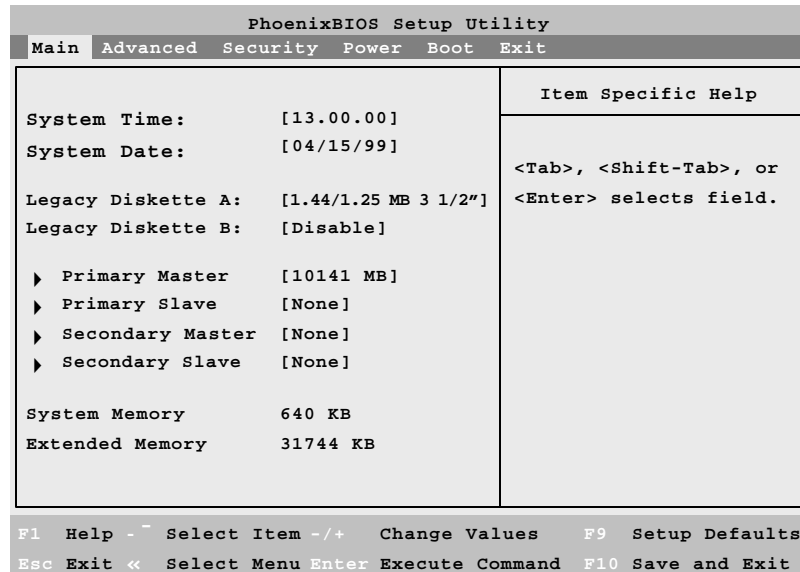 PhoenixBIOS Setup Utility
Main Advanced Security Power Boot Exit
Item Specific Help
System Time: [13.00.00]
System Date: [04/15/99]
<Tab>, <Shift-Tab>, or
<Enter> selects field.
Legacy Diskette A: [1.44/1.25 MB 3 1/2"]
Legacy Diskette B: [Disable]
Primary Master [10141 MB]
Primary Slave [None]
Secondary Master [None]
Secondary Slave [None]
System Memory 640 KB
Extended Memory 31744 KB
F1 Help -¯ Select Item -/+ Change Values F9 Setup Defaults
Esc Exit « Select Menu Enter Execute Command F10 Save and Exit